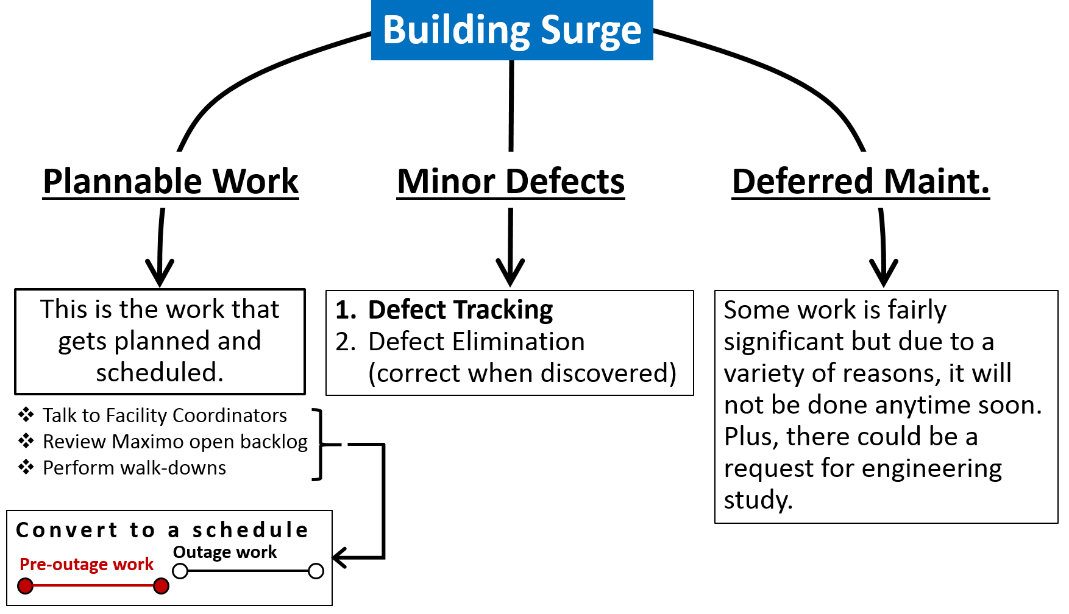 Building Surge
Plannable Work
Minor Defects
Deferred Maint.
This is the work that
gets planned and
scheduled.
❖ Talk to Facility Coordinators
❖ Review Maximo open backlog
❖ Perform walk-downs
Convert to a schedule
Pre-outage work
Outage work
1. Defect Tracking
2. Defect Elimination
(correct when discovered)
Some work is fairly
significant but due to a
variety of reasons, it will
not be done anytime soon.
Plus, there could be a
request for engineering
study.